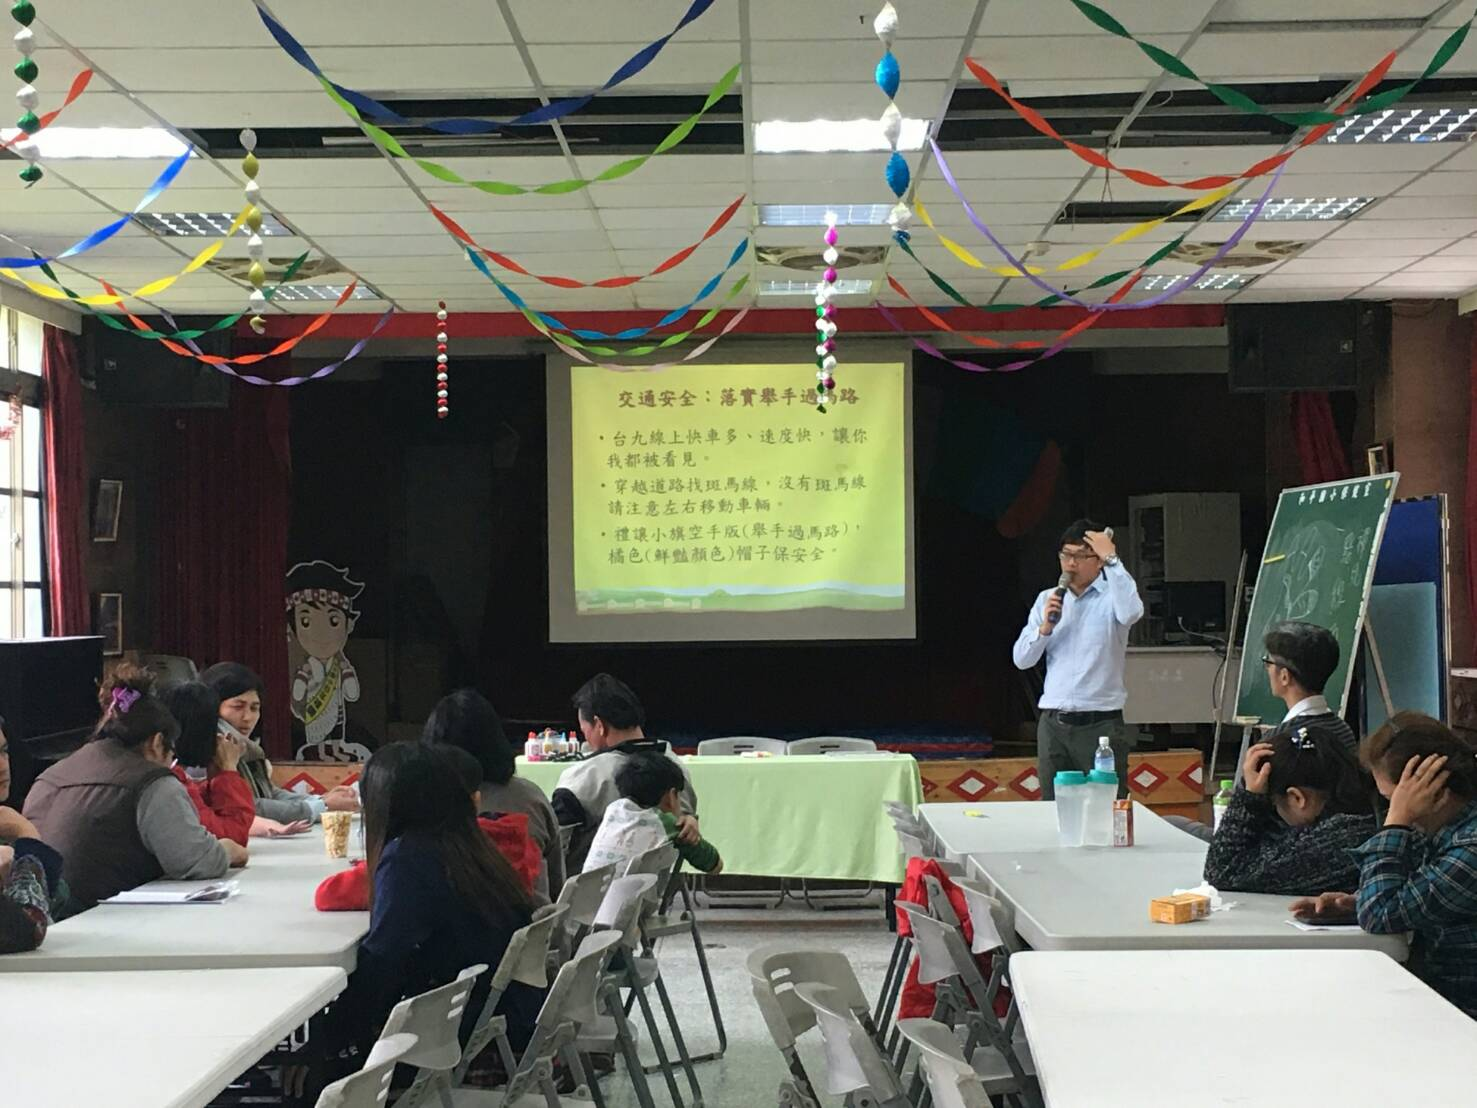 交通安全：落實舉手過馬路
・台九線上快車多、速度快，讓你
我都被看見。
・穿越道路找斑馬線，沒有斑馬線
請注意左右移動車輛。
・禮讓小旗空手版(舉手過馬路)，
橘色(鮮豔顏色)帽子保安全。